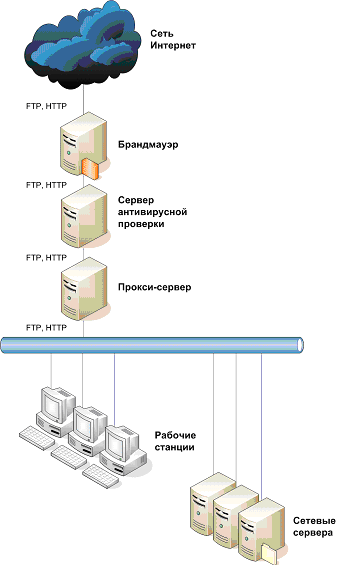 Сеть
Интернет
FTP, HTTP
Брандмауэр
FTP, HTTP
Сервер
антивирусной
проверки
FTP, HTTP
Прокси-сервер
FTP, HTTP
Рабочие
станции
Сетевые
сервера